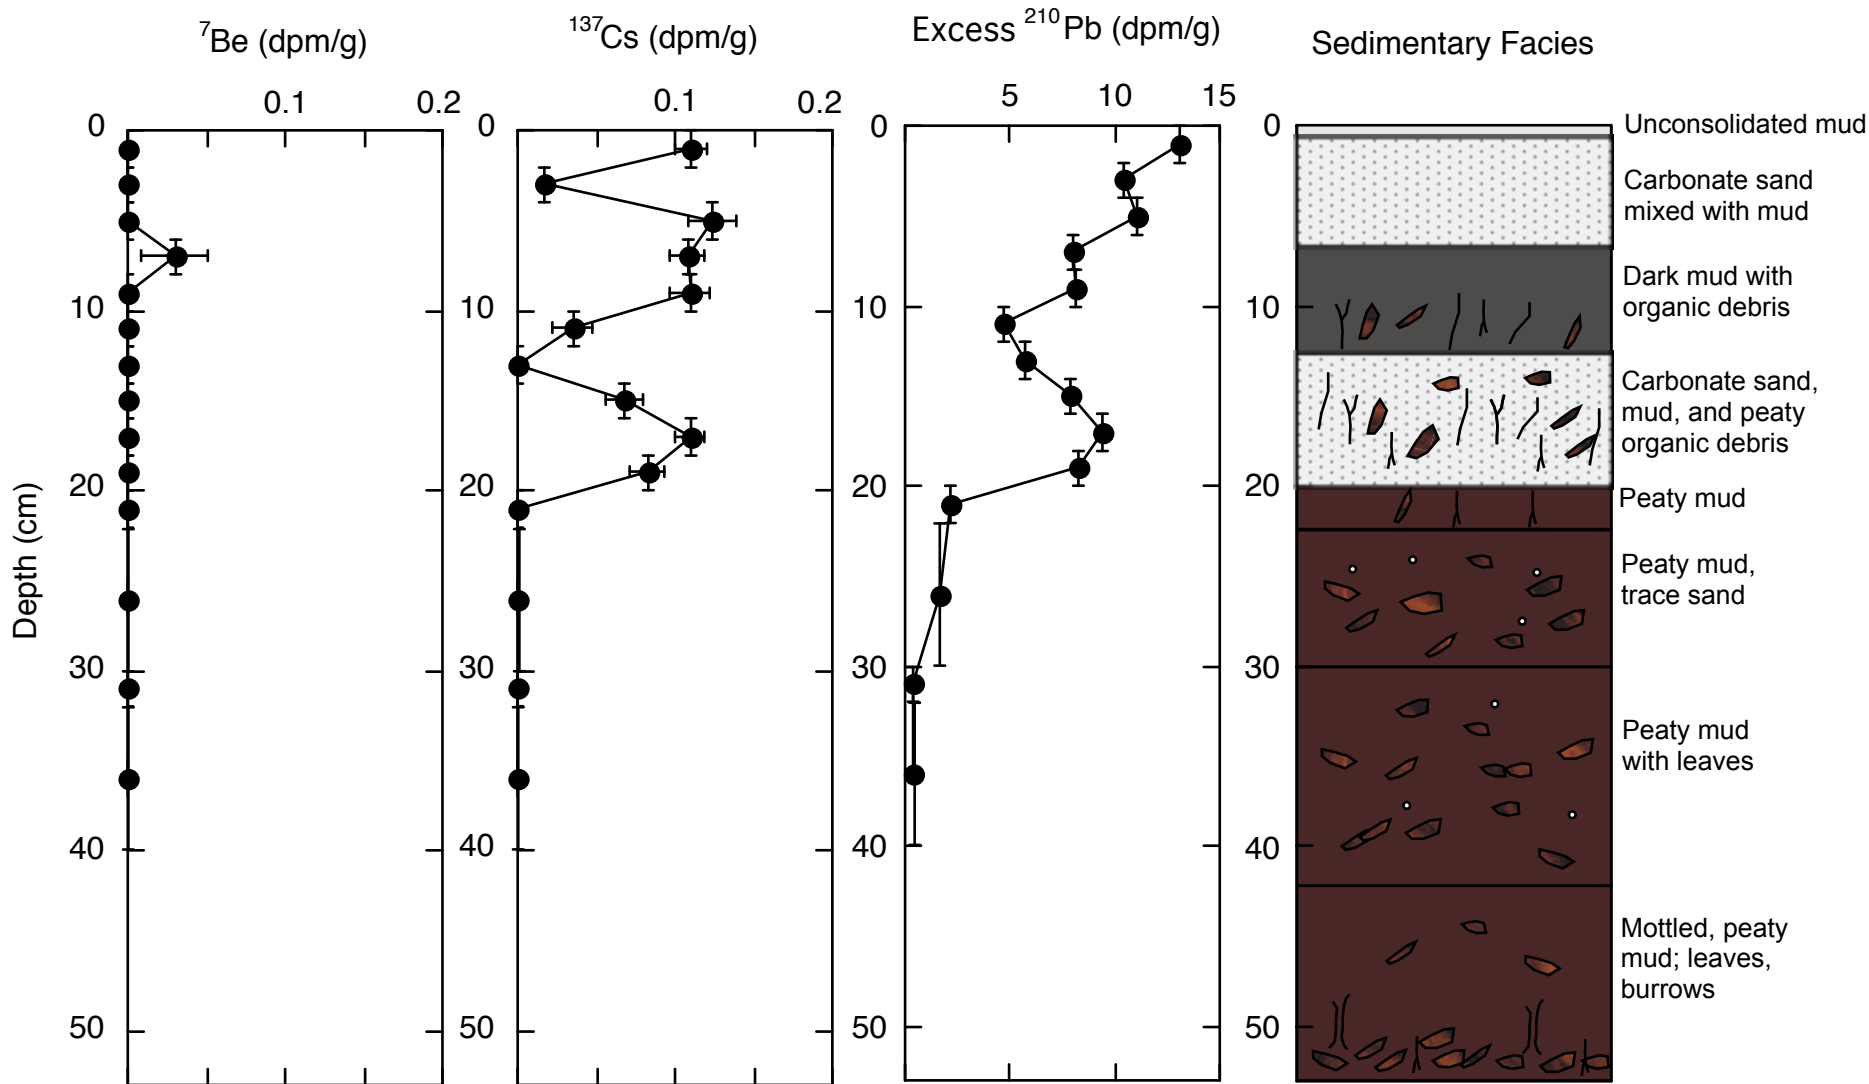 ⁷Be (dpm/g)
¹³⁷Cs (dpm/g)
Excess ²¹⁰Pb (dpm/g)
Sedimentary Facies
0.1 0.2
0.1 0.2
5 10 15
0
10
20
30
40
50
Depth (cm)
0
10
20
30
40
50
0
10
20
30
40
50
0
10
20
30
40
50
Unconsolidated mud
Carbonate sand
mixed with mud
Dark mud with
organic debris
Carbonate sand,
mud, and peaty
organic debris
Peaty mud
Peaty mud,
trace sand
Peaty mud
with leaves
Mottled, peaty
mud; leaves,
burrows